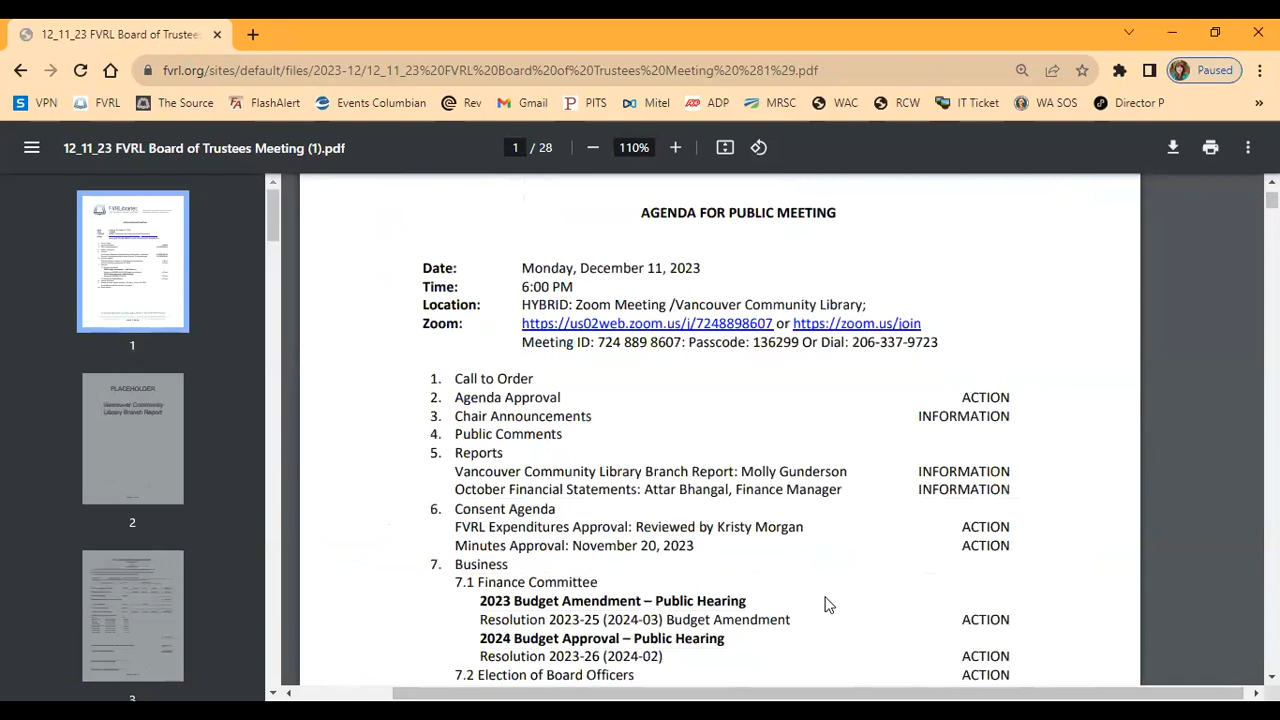 12_11_23 FVRL Board of Trustee
fvrl.org/sites/default/files/2023-12/12_11_23%20FVRL%20Board%20of%20Trustees%20Meeting%20%281%29.pdf
Paused
VPN FVRL The Source FlashAlert Events Columbian Rev Gmail PITS Mitel ADP MRSC WAC RCW IT Ticket WA SOS Director P »
12_11_23 FVRL Board of Trustees Meeting (1).pdf 1 / 28 110%
1
PLACEHOLDER
Vancouver Community
Library Branch Report
2
3
AGENDA FOR PUBLIC MEETING
Date: Monday, December 11, 2023
Time: 6:00 PM
Location: HYBRID: Zoom Meeting /Vancouver Community Library;
Zoom: https://us02web.zoom.us/j/7248898607 or https://zoom.us/join
Meeting ID: 724 889 8607: Passcode: 136299 Or Dial: 206-337-9723
1. Call to Order
2. Agenda Approval ACTION
3. Chair Announcements INFORMATION
4. Public Comments
5. Reports
Vancouver Community Library Branch Report: Molly Gunderson INFORMATION
October Financial Statements: Attar Bhangal, Finance Manager INFORMATION
6. Consent Agenda
FVRL Expenditures Approval: Reviewed by Kristy Morgan ACTION
Minutes Approval: November 20, 2023 ACTION
7. Business
7.1 Finance Committee
2023 Budget Amendment – Public Hearing
Resolution 2023-25 (2024-03) Budget Amendment ACTION
2024 Budget Approval – Public Hearing
Resolution 2023-26 (2024-02) ACTION
7.2 Election of Board Officers ACTION